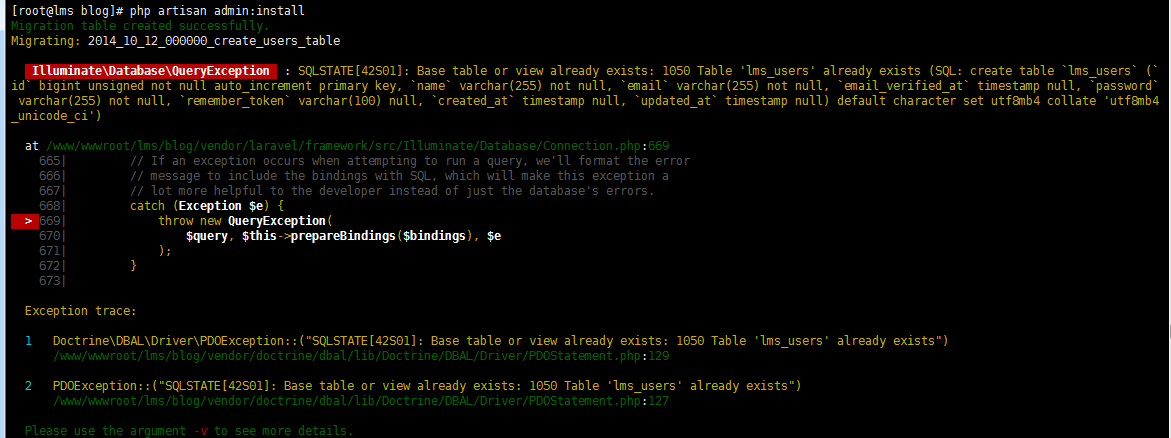 [root@lms blog]# php artisan admin:install
Migration table created successfully.
Migrating: 2014_10_12_000000_create_users_table
Illuminate\Database\QueryException : SQLSTATE[42S01]: Base table or view already exists: 1050 Table 'lms_users' already exists (SQL: create table `lms_users` (`
id` bigint unsigned not null auto_increment primary key, `name` varchar(255) not null, `email` varchar(255) not null, `email_verified_at` timestamp null, `password`
varchar(255) not null, `remember_token` varchar(100) null, `created_at` timestamp null, `updated_at` timestamp null) default character set utf8mb4 collate 'utf8mb4
_unicode_ci')
at /www/wwwroot/lms/blog/vendor/laravel/framework/src/Illuminate/Database/Connection.php:669
665| // If an exception occurs when attempting to run a query, we'll format the error
666| // message to include the bindings with SQL, which will make this exception a
667| // lot more helpful to the developer instead of just the database's errors.
668| catch (Exception $e) {
> 669| throw new QueryException(
670| $query, $this->prepareBindings($bindings), $e
671| );
672| }
673|
Exception trace:
1 Doctrine\DBAL\Driver\PDOException::("SQLSTATE[42S01]: Base table or view already exists: 1050 Table 'lms_users' already exists")
/www/wwwroot/lms/blog/vendor/doctrine/dbal/lib/Doctrine/DBAL/Driver/PDOStatement.php:129
2 PDOException::("SQLSTATE[42S01]: Base table or view already exists: 1050 Table 'lms_users' already exists")
/www/wwwroot/lms/blog/vendor/doctrine/dbal/lib/Doctrine/DBAL/Driver/PDOStatement.php:127
Please use the argument -v to see more details.